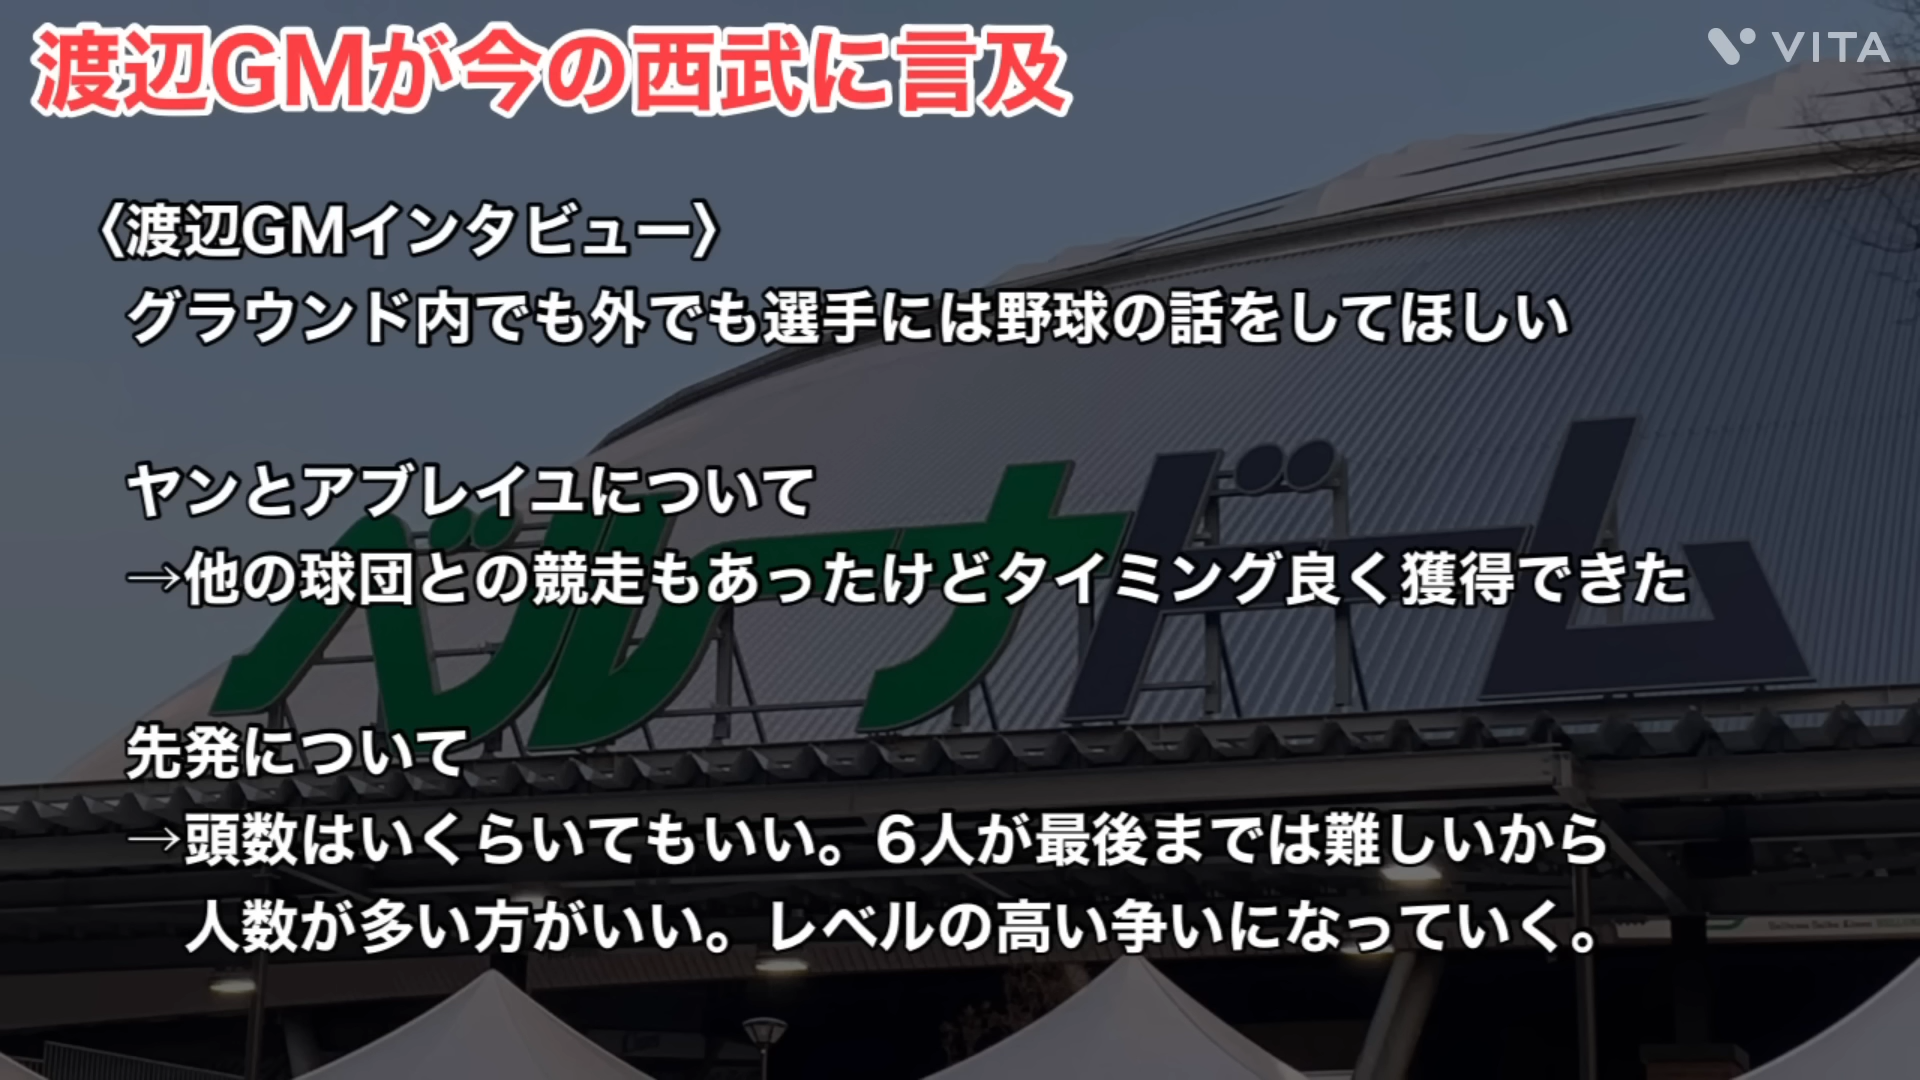 渡辺GMが今の西武に言及
VITA
〈渡辺GMインタビュー〉
グラウンド内でも外でも選手には野球の話をしてほしい
ヤンとアブレイユについて
→他の球団との競走もあったけどタイミング良く獲得できた
ベルーナドーム
先発について
→頭数はいくらいてもいい。6人が最後までは難しいから
人数が多い方がいい。レベルの高い争いになっていく。